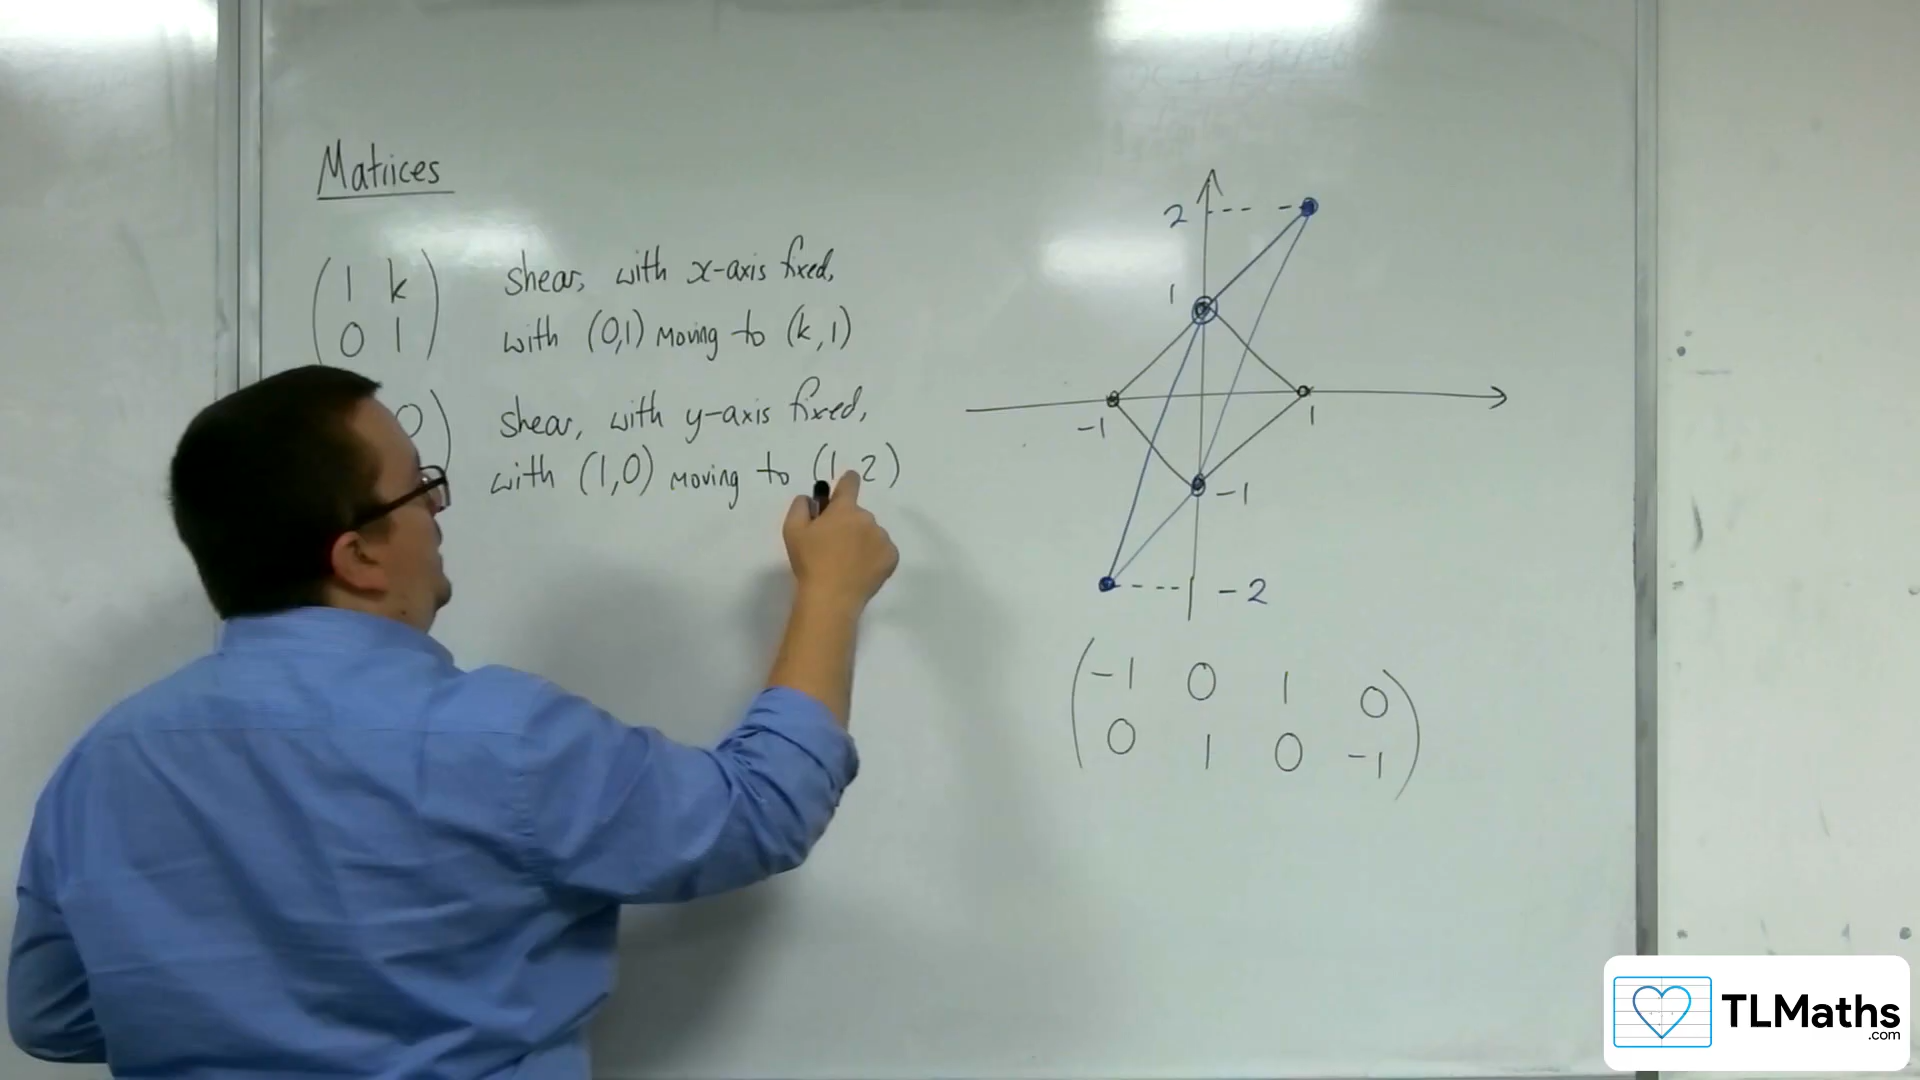 Matrices
( 1 k )
( 0 1 )
shear, with x-axis fixed,
with (0,1) moving to (k,1)
0 )
shear, with y-axis fixed,
with (1,0) moving to (1, 2)
2
1
-1
1
-1
-2
( -1 0 1 0 )
( 0 1 0 -1 )
TLMaths
.com